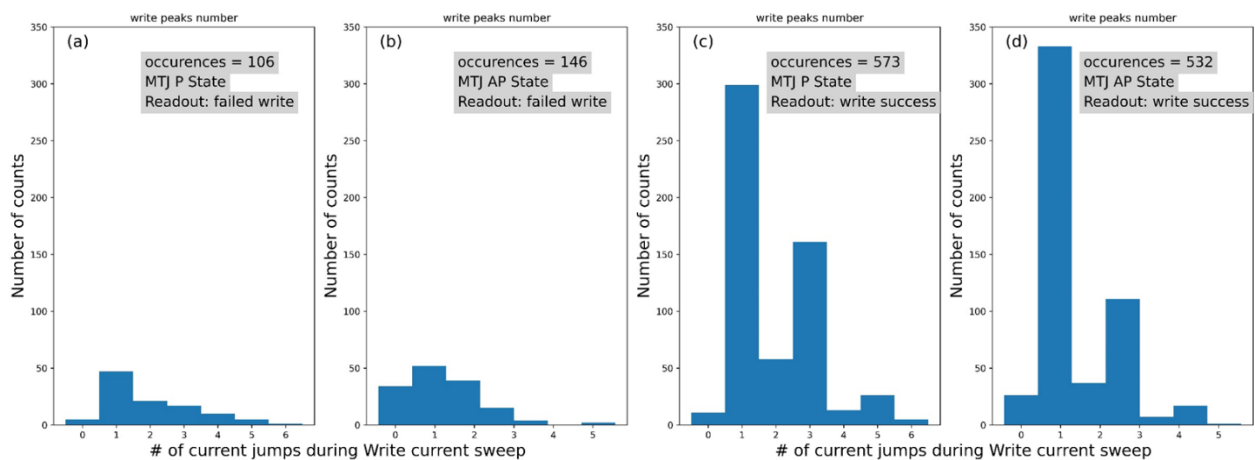 write peaks number
(a)
occurences = 106
MTJ P State
Readout: failed write
350
300
250
200
150
100
50
0
Number of counts
0 1 2 3 4 5 6
write peaks number
(b)
occurences = 146
MTJ AP State
Readout: failed write
350
300
250
200
150
100
50
0
Number of counts
0 1 2 3 4 5
# of current jumps during Write current sweep
write peaks number
(c)
occurences = 573
MTJ P State
Readout: write success
350
300
250
200
150
100
50
0
Number of counts
0 1 2 3 4 5 6
write peaks number
(d)
occurences = 532
MTJ AP State
Readout: write success
350
300
250
200
150
100
50
0
Number of counts
0 1 2 3 4 5
# of current jumps during Write current sweep